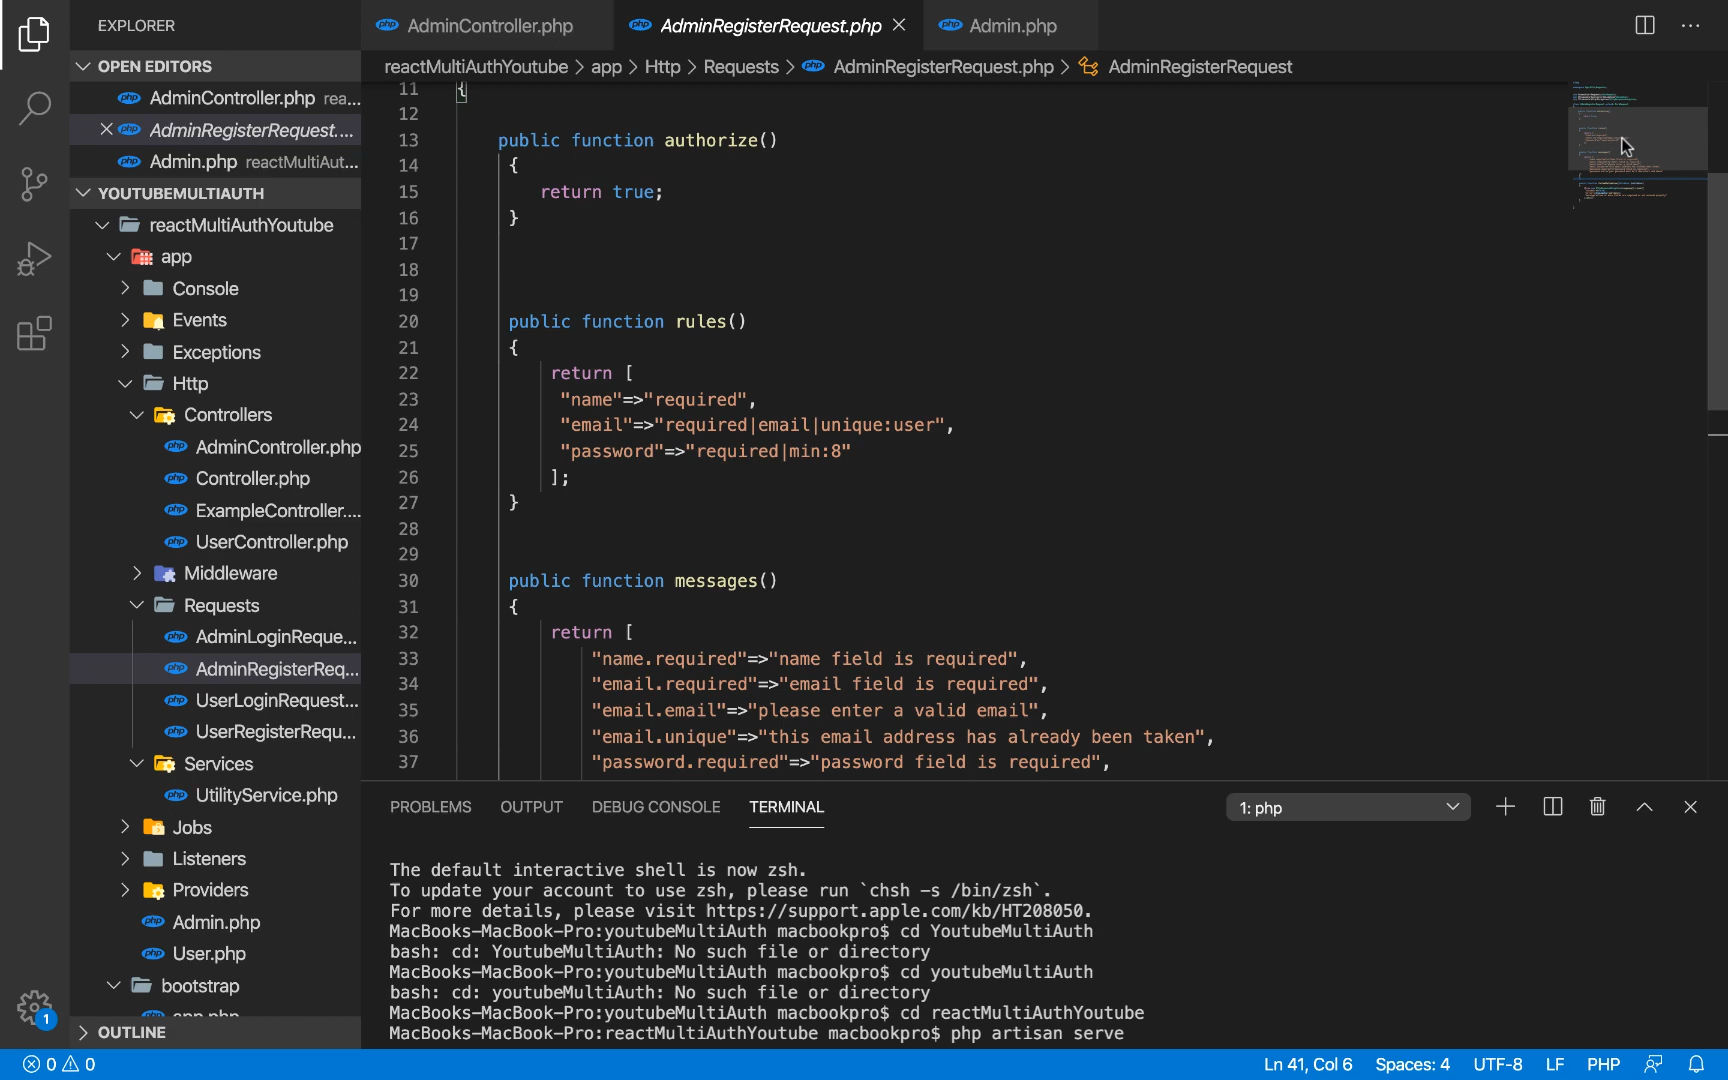 EXPLORER
OPEN EDITORS
AdminController.php rea...
AdminRegisterRequest....
Admin.php reactMultiAut...
YOUTUBEMULTIAUTH
reactMultiAuthYoutube
app
Console
Events
Exceptions
Http
Controllers
AdminController.php
Controller.php
ExampleController....
UserController.php
Middleware
Requests
AdminLoginReque...
AdminRegisterReq...
UserLoginRequest...
UserRegisterRequ...
Services
UtilityService.php
Jobs
Listeners
Providers
Admin.php
User.php
bootstrap
OUTLINE
AdminController.php AdminRegisterRequest.php Admin.php
reactMultiAuthYoutube > app > Http > Requests > AdminRegisterRequest.php > AdminRegisterRequest
11 {
12
13 public function authorize()
14 {
15 return true;
16 }
17
18
19
20 public function rules()
21 {
22 return [
23 "name"=>"required",
24 "email"=>"required|email|unique:user",
25 "password"=>"required|min:8"
26 ];
27 }
28
29
30 public function messages()
31 {
32 return [
33 "name.required"=>"name field is required",
34 "email.required"=>"email field is required",
35 "email.email"=>"please enter a valid email",
36 "email.unique"=>"this email address has already been taken",
37 "password.required"=>"password field is required",
PROBLEMS OUTPUT DEBUG CONSOLE TERMINAL 1: php
The default interactive shell is now zsh.
To update your account to use zsh, please run `chsh -s /bin/zsh`.
For more details, please visit https://support.apple.com/kb/HT208050.
MacBooks-MacBook-Pro:youtubeMultiAuth macbookpro$ cd YoutubeMultiAuth
bash: cd: YoutubeMultiAuth: No such file or directory
MacBooks-MacBook-Pro:youtubeMultiAuth macbookpro$ cd youtubeMultiAuth
bash: cd: youtubeMultiAuth: No such file or directory
MacBooks-MacBook-Pro:youtubeMultiAuth macbookpro$ cd reactMultiAuthYoutube
MacBooks-MacBook-Pro:reactMultiAuthYoutube macbookpro$ php artisan serve
1
0 0 Ln 41, Col 6 Spaces: 4 UTF-8 LF PHP